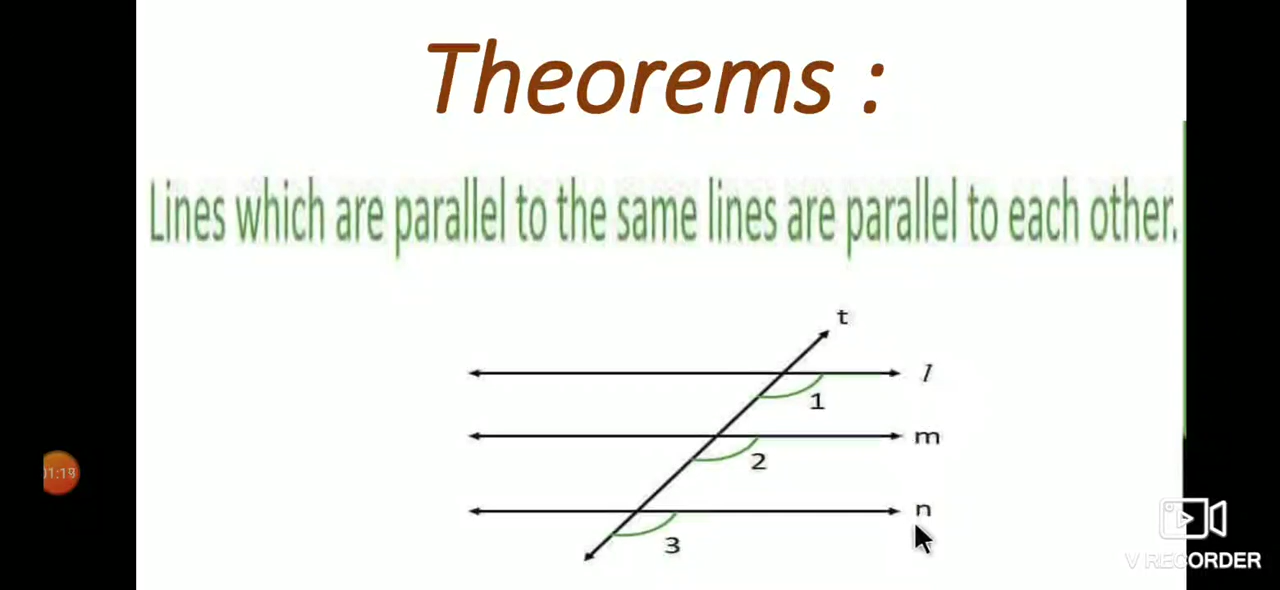 Theorems :
Lines which are parallel to the same lines are parallel to each other.
t
l
1
m
2
n
3
01:19
V RECORDER